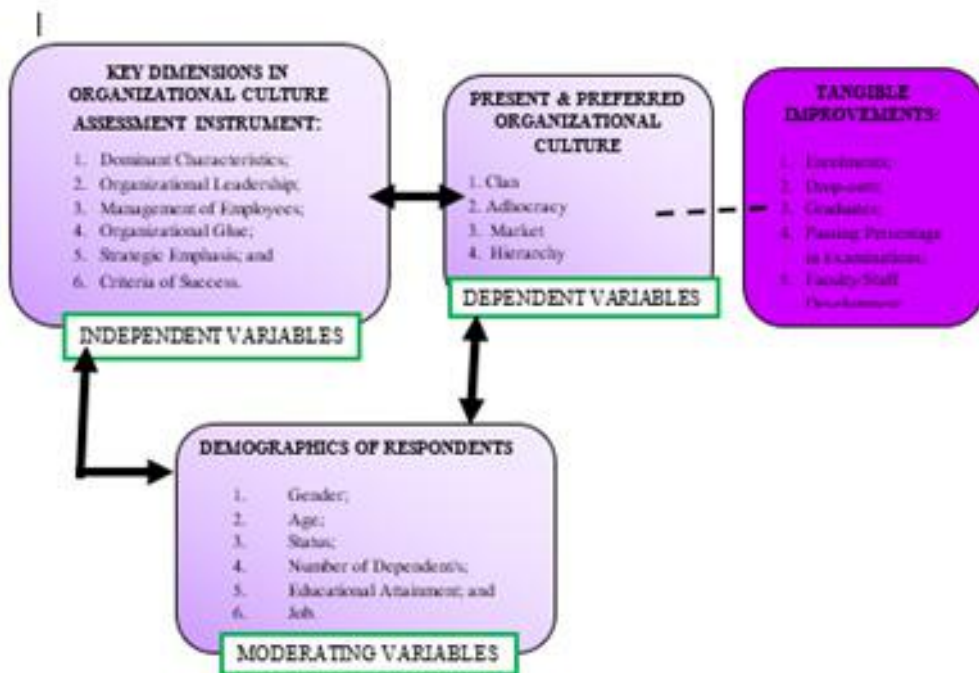 KEY DIMENSIONS IN
ORGANIZATIONAL CULTURE
ASSESSMENT INSTRUMENT:
1. Dominant Characteristics;
2. Organizational Leadership;
3. Management of Employees;
4. Organizational Glue;
5. Strategic Emphasis; and
6. Criteria of Success.
INDEPENDENT VARIABLES
PRESENT & PREFERRED
ORGANIZATIONAL
CULTURE
1. Clan
2. Adhocracy
3. Market
4. Hierarchy
DEPENDENT VARIABLES
TANGIBLE
IMPROVEMENTS:
1. Enrolments;
2. Drop-outs;
3. Graduates;
4. Passing Percentage
in Examinations;
5. Faculty/Staff
Development
DEMOGRAPHICS OF RESPONDENTS
1. Gender;
2. Age;
3. Status;
4. Number of Dependent/s;
5. Educational Attainment; and
6. Job.
MODERATING VARIABLES